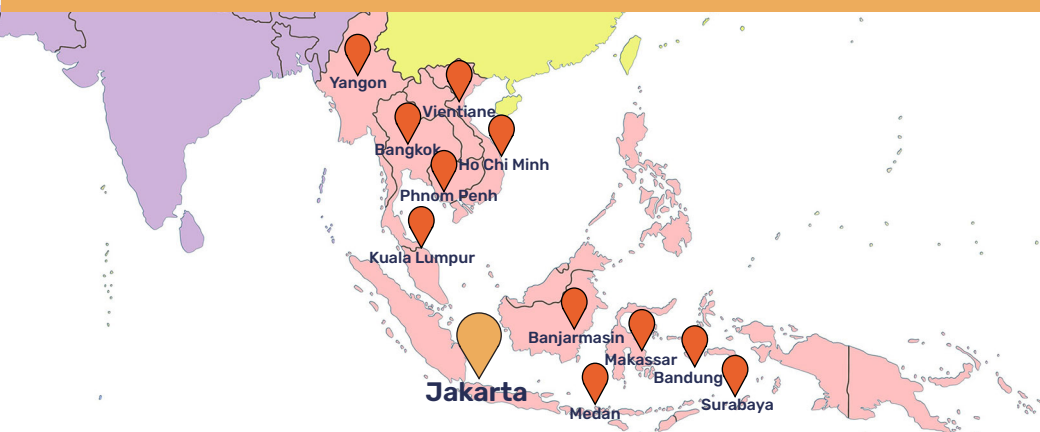 Yangon
Vientiane
Bangkok
Ho Chi Minh
Phnom Penh
Kuala Lumpur
Banjarmasin
Makassar
Bandung
Jakarta
Surabaya
Medan